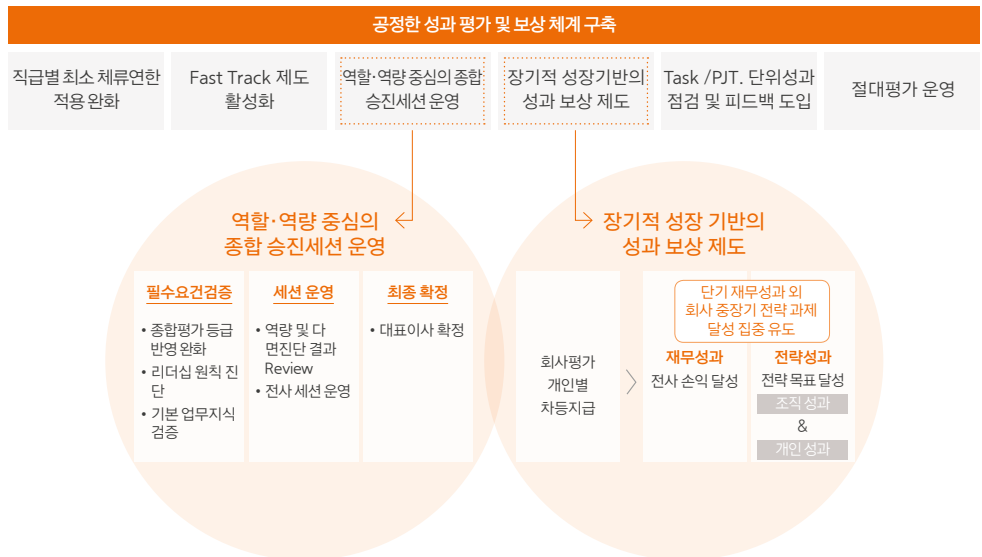 공정한 성과 평가 및 보상 체계 구축
직급별 최소 체류연한
적용 완화
Fast Track 제도
활성화
역할·역량 중심의 종합
승진세션 운영
장기적 성장기반의
성과 보상 제도
Task /PJT. 단위성과
점검 및 피드백 도입
절대평가 운영
역할·역량 중심의
종합 승진세션 운영
필수요건검증
• 종합평가 등급
반영 완화
• 리더십 원칙 진
단
• 기본 업무지식
검증
세션 운영
• 역량 및 다
면진단 결과
Review
• 전사 세션 운영
최종 확정
• 대표이사 확정
장기적 성장 기반의
성과 보상 제도
회사평가
개인별
차등지급
단기 재무성과 외
회사 중장기 전략 과제
달성 집중 유도
재무성과
전사 손익 달성
전략성과
전략 목표 달성
조직 성과
&
개인 성과